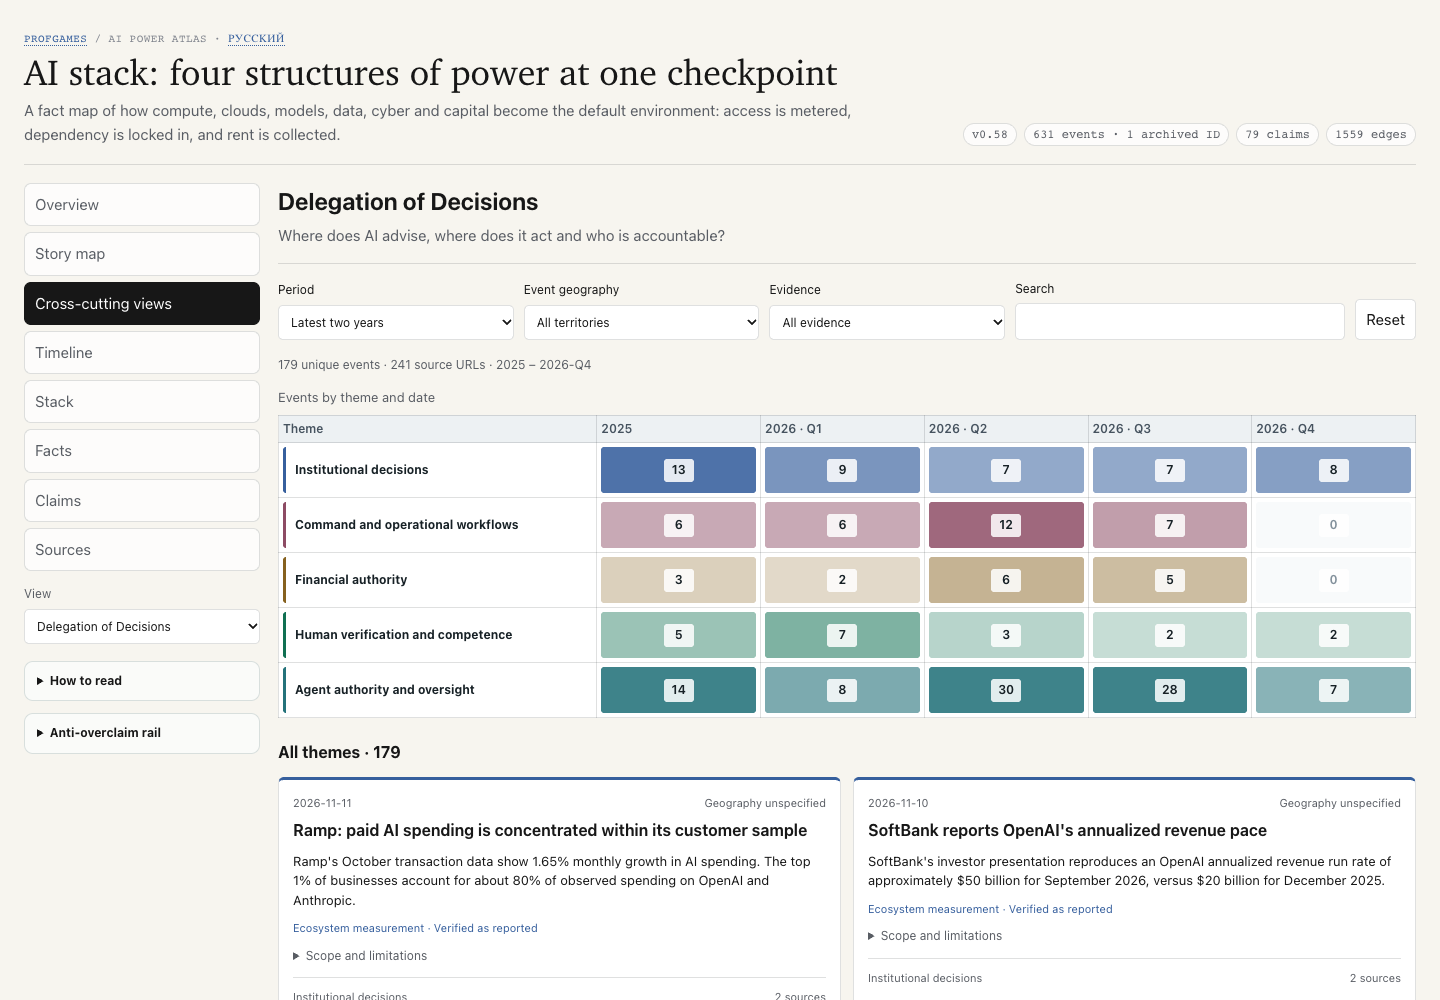 PROFGAMES / AI POWER ATLAS · РУССКИЙ
AI stack: four structures of power at one checkpoint
A fact map of how compute, clouds, models, data, cyber and capital become the default environment: access is metered,
dependency is locked in, and rent is collected.
v0.58 631 events · 1 archived ID 79 claims 1559 edges
Overview
Story map
Cross-cutting views
Timeline
Stack
Facts
Claims
Sources
View
Delegation of Decisions
How to read
Anti-overclaim rail
Delegation of Decisions
Where does AI advise, where does it act and who is accountable?
Period Event geography Evidence Search
Latest two years All territories All evidence Reset
179 unique events · 241 source URLs · 2025 – 2026-Q4
Events by theme and date
Theme 2025 2026 · Q1 2026 · Q2 2026 · Q3 2026 · Q4
Institutional decisions 13 9 7 7 8
Command and operational workflows 6 6 12 7 0
Financial authority 3 2 6 5 0
Human verification and competence 5 7 3 2 2
Agent authority and oversight 14 8 30 28 7
All themes · 179
2026-11-11 Geography unspecified
Ramp: paid AI spending is concentrated within its customer sample
Ramp's October transaction data show 1.65% monthly growth in AI spending. The top
1% of businesses account for about 80% of observed spending on OpenAI and
Anthropic.
Ecosystem measurement · Verified as reported
Scope and limitations
Institutional decisions 2 sources
2026-11-10 Geography unspecified
SoftBank reports OpenAI's annualized revenue pace
SoftBank's investor presentation reproduces an OpenAI annualized revenue run rate of
approximately $50 billion for September 2026, versus $20 billion for December 2025.
Ecosystem measurement · Verified as reported
Scope and limitations
Institutional decisions 2 sources